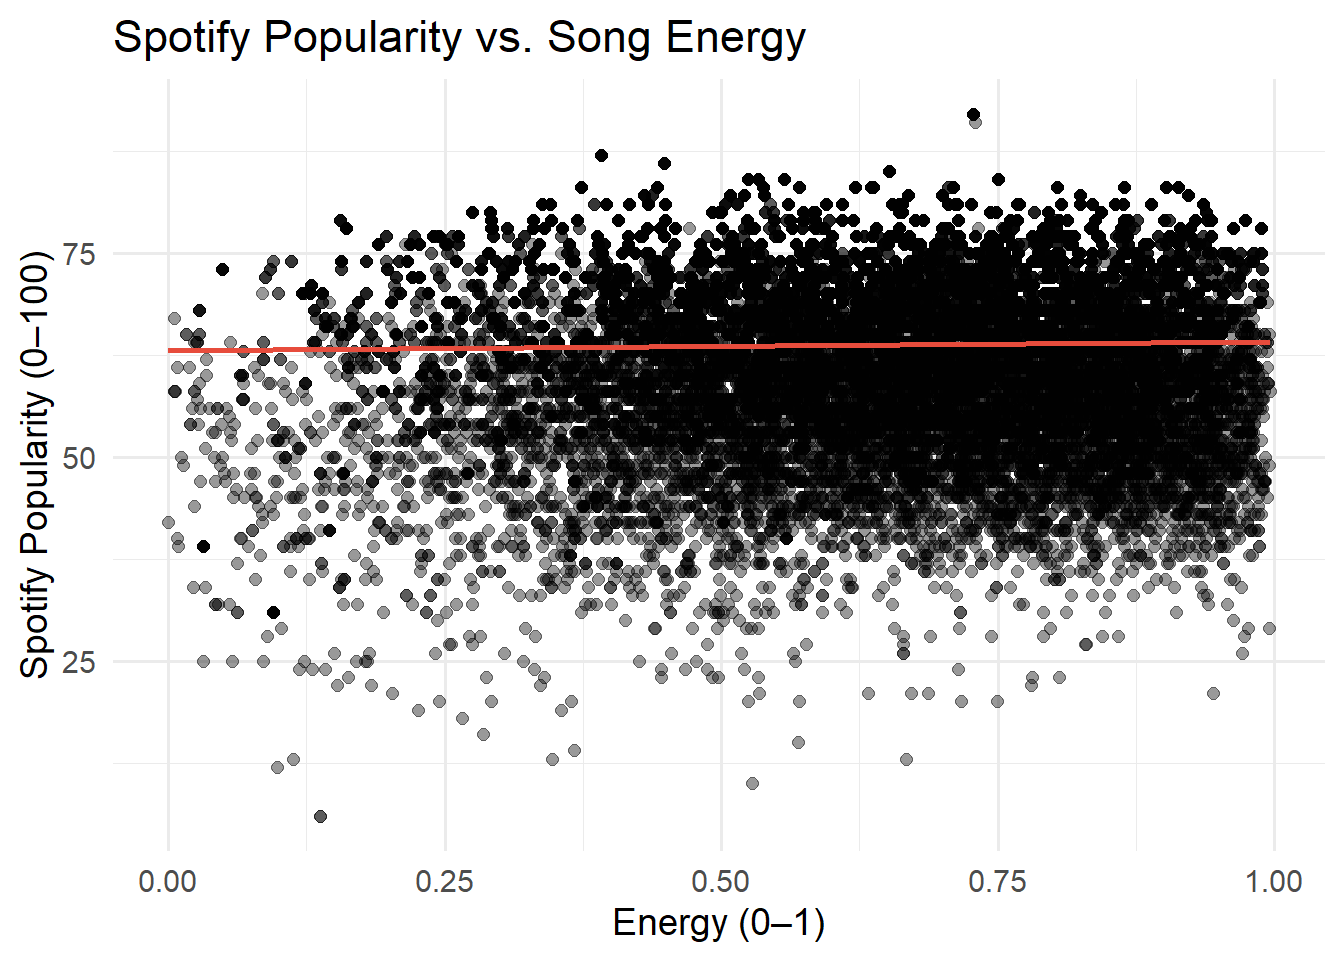 Spotify Popularity vs. Song Energy
Spotify Popularity (0–100)
75
50
25
0.00 0.25 0.50 0.75 1.00
Energy (0–1)